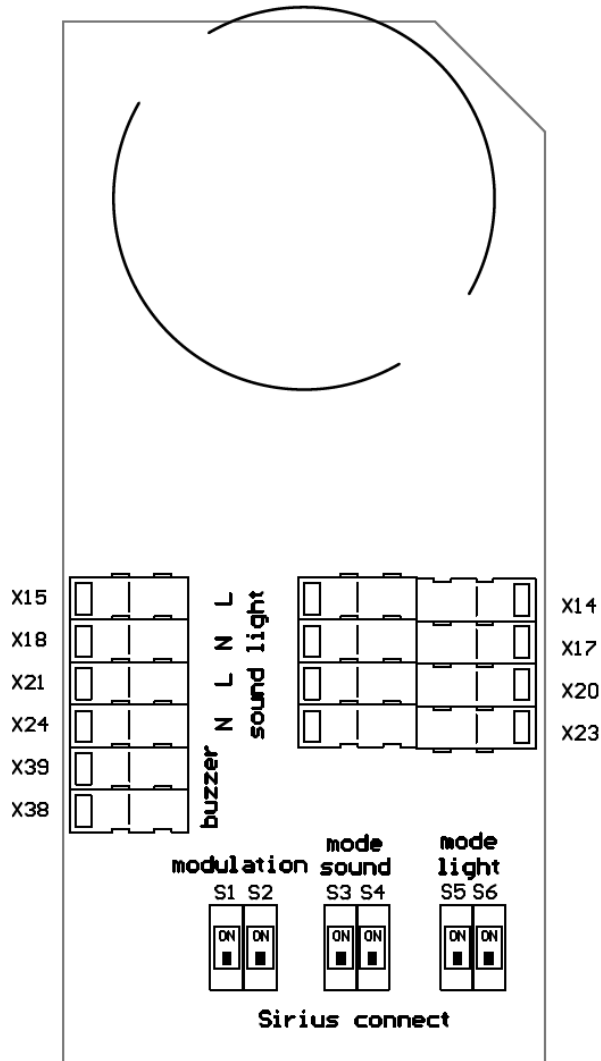 X15
X18
X21
X24
X39
X38
L
N
L
N
light
sound
buzzer
X14
X17
X20
X23
modulation
S1 S2
mode
sound
S3 S4
mode
light
S5 S6
ON ON ON ON ON ON
Sirius connect